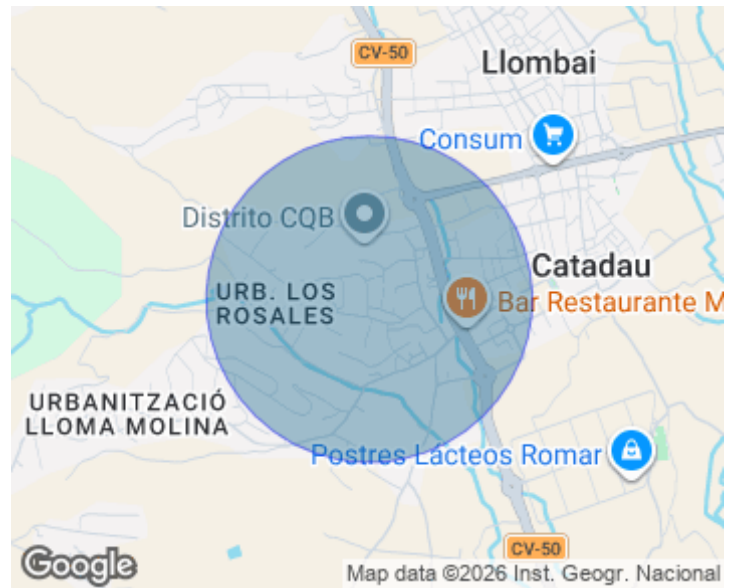 CV-50
Llombai
Consum
Distrito CQB
Catadau
URB. LOS
ROSALES
Bar Restaurante M
URBANITZACIÓ
LLOMA MOLINA
Postres Lácteos Romar
CV-50
Google
Map data ©2026 Inst. Geogr. Nacional